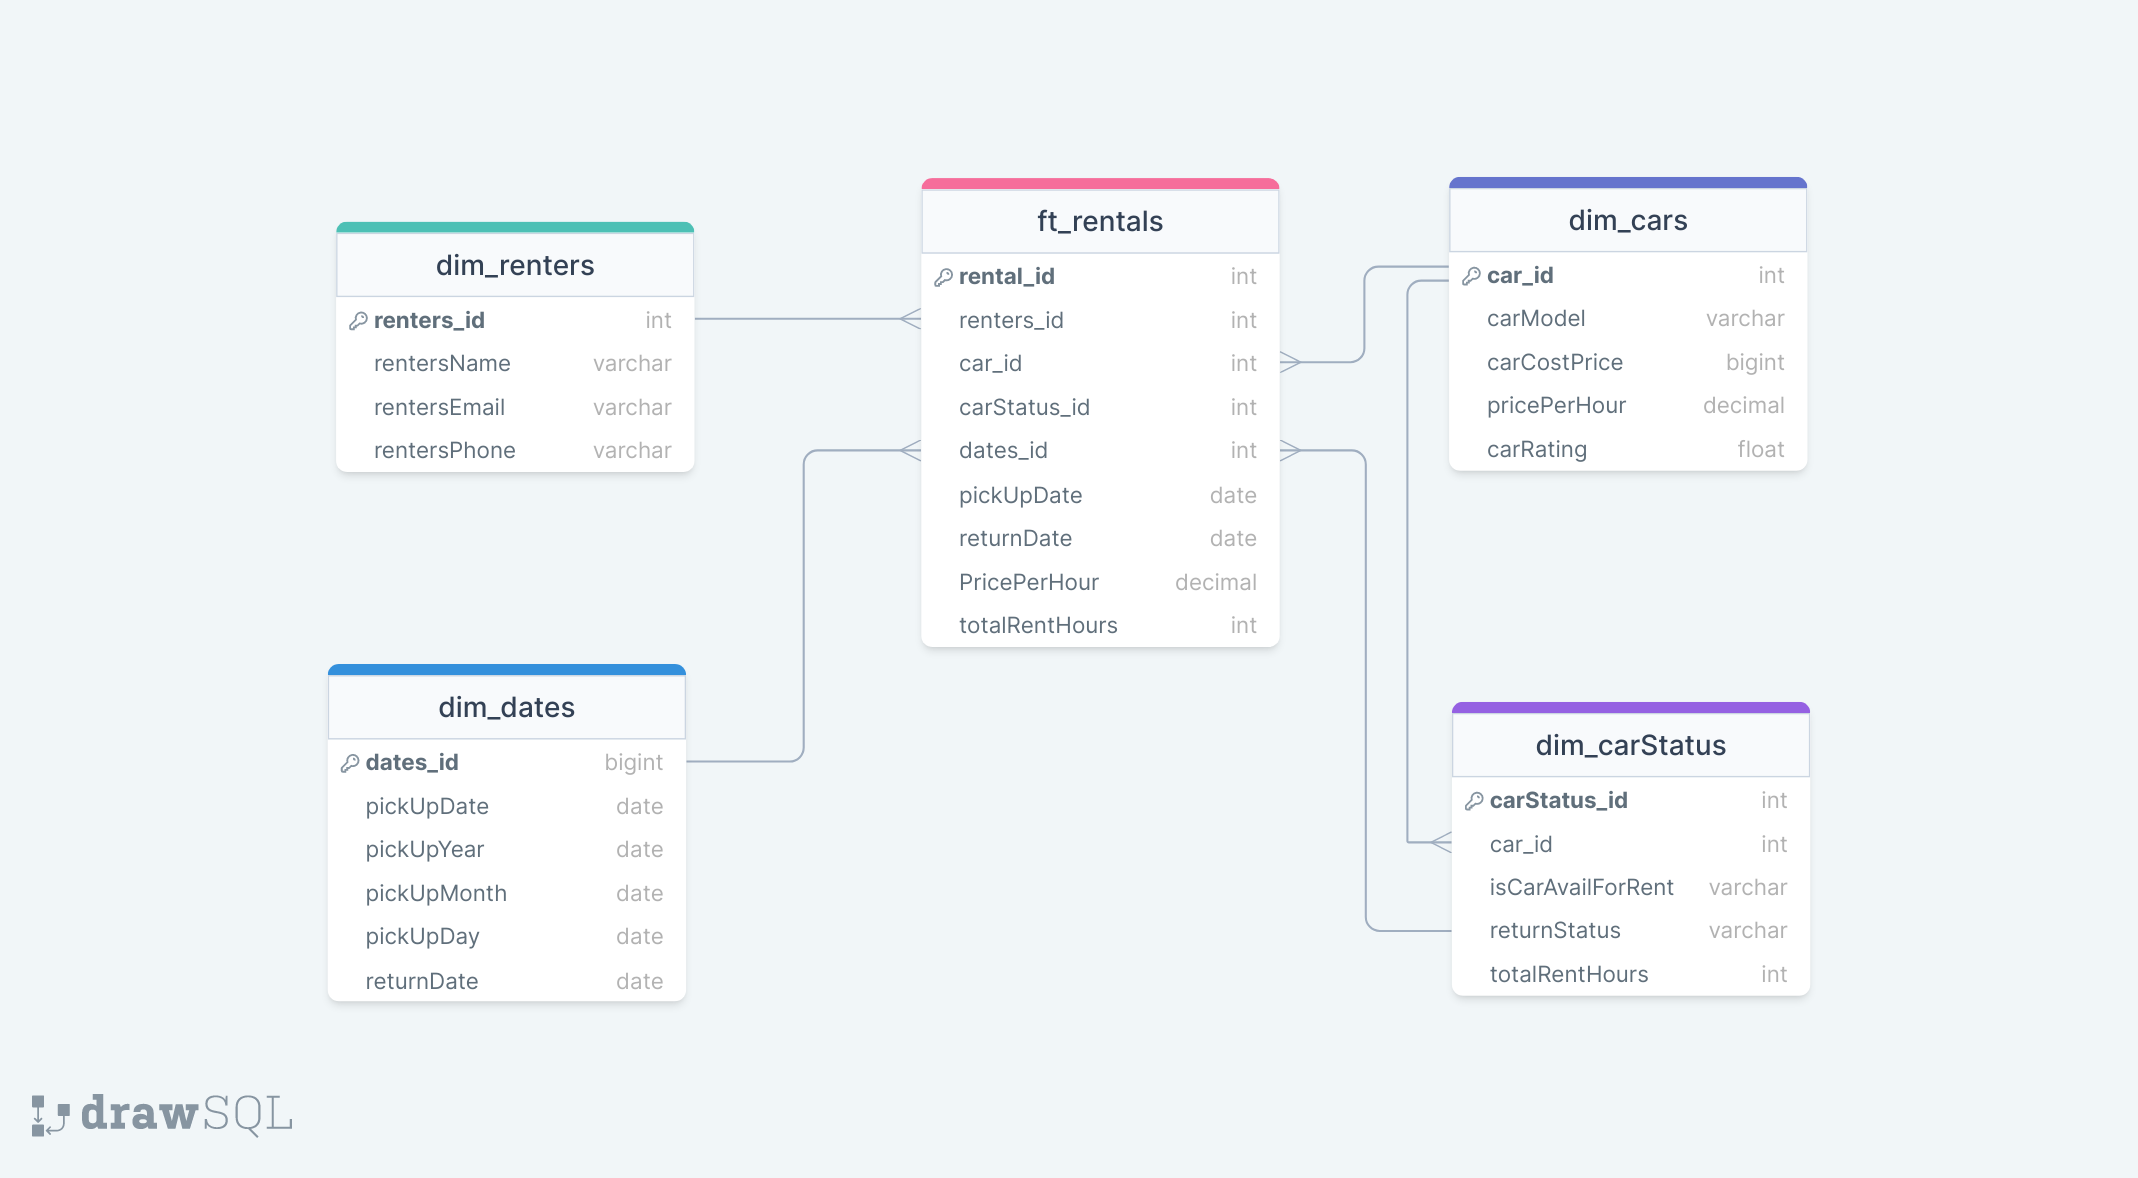 dim_renters
renters_id int
rentersName varchar
rentersEmail varchar
rentersPhone varchar
ft_rentals
rental_id int
renters_id int
car_id int
carStatus_id int
dates_id int
pickUpDate date
returnDate date
PricePerHour decimal
totalRentHours int
dim_cars
car_id int
carModel varchar
carCostPrice bigint
pricePerHour decimal
carRating float
dim_dates
dates_id bigint
pickUpDate date
pickUpYear date
pickUpMonth date
pickUpDay date
returnDate date
dim_carStatus
carStatus_id int
car_id int
isCarAvailForRent varchar
returnStatus varchar
totalRentHours int
drawSQL